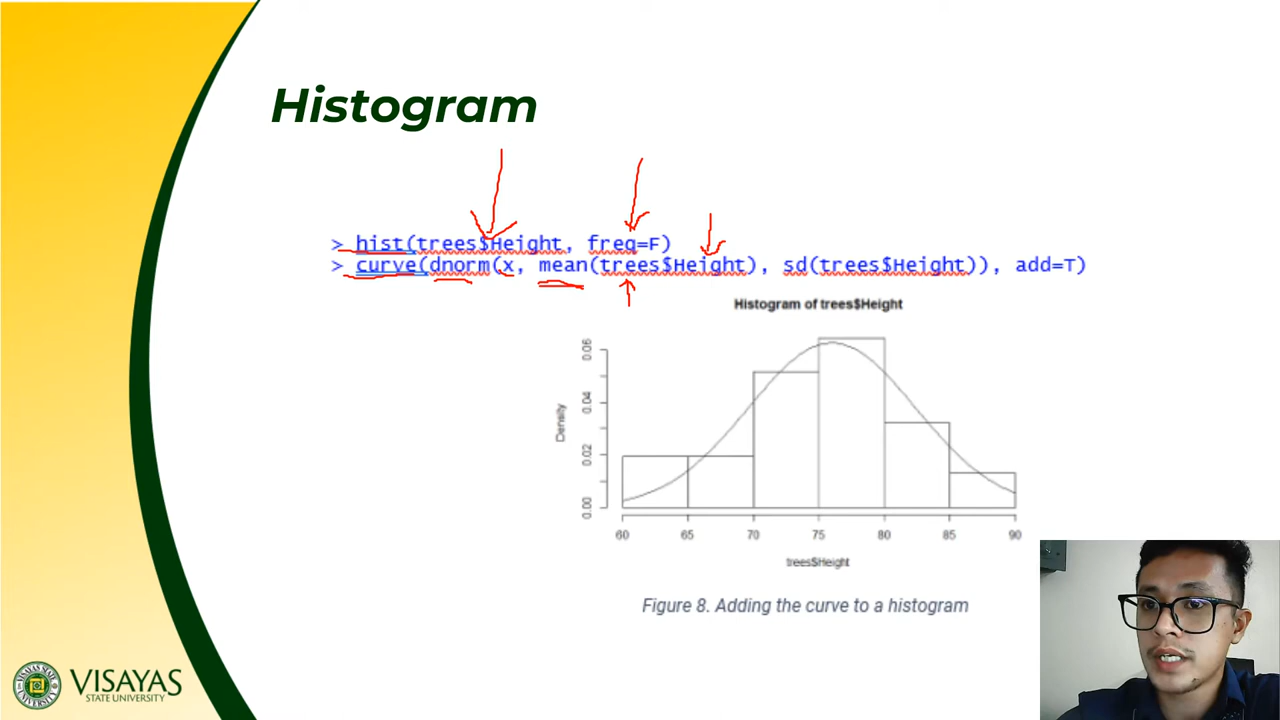 Histogram
> hist(trees$Height, freq=F)
> curve(dnorm(x, mean(trees$Height), sd(trees$Height)), add=T)
Histogram of trees$Height
Density
0.00 0.02 0.04 0.06
60 65 70 75 80 85 90
trees$Height
Figure 8. Adding the curve to a histogram
VISAYAS
STATE UNIVERSITY